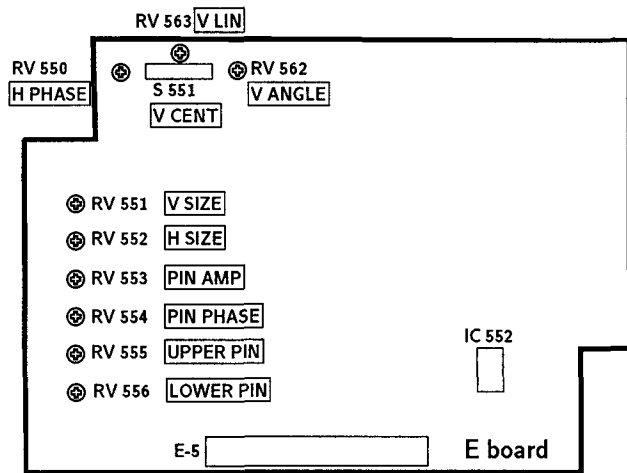 RV 563 V LIN
RV 550
H PHASE
S 551
V CENT
RV 562
V ANGLE
RV 551 V SIZE
RV 552 H SIZE
RV 553 PIN AMP
RV 554 PIN PHASE
RV 555 UPPER PIN
RV 556 LOWER PIN
IC 552
E-5
E board